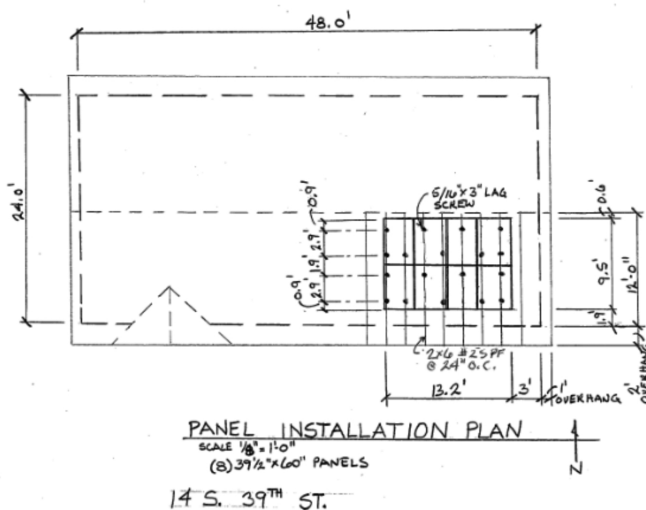 48.0'
24.0'
5/16"x3" LAG
SCREW
0.9'
2.9'
1.9'
2.9'
0.9'
0.6'
9.5'
1.9'
12'-0"
2'
OVERHANG
2x6 #2 SPF
@ 24" O.C.
13.2'
3'
1'
OVERHANG
PANEL INSTALLATION PLAN
SCALE 1/8"=1'-0"
(8) 39 1/2"x60" PANELS
N
14 S. 39TH ST.